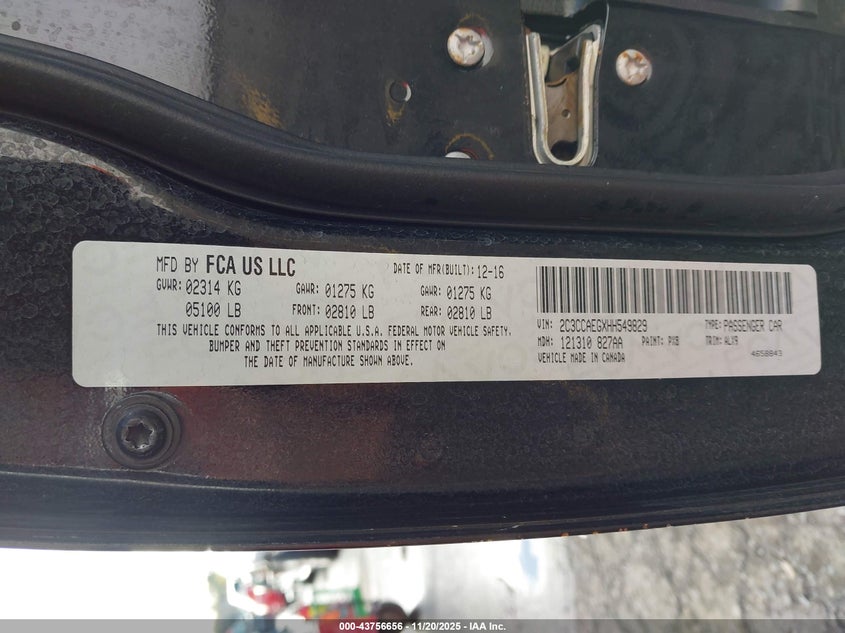 MFD BY FCA US LLC DATE OF MFR(BUILT): 12-16
GVWR: 02314 KG GAWR: 01275 KG GAWR: 01275 KG
05100 LB FRONT: 02810 LB REAR: 02810 LB
THIS VEHICLE CONFORMS TO ALL APPLICABLE U.S.A. FEDERAL MOTOR VEHICLE SAFETY,
BUMPER AND THEFT PREVENTION STANDARDS IN EFFECT ON
THE DATE OF MANUFACTURE SHOWN ABOVE.
VIN: 2C3CCAEGXHH549829 TYPE: PASSENGER CAR
MDH: 121310 827AA PAINT: PX8 TRIM: ALX9
VEHICLE MADE IN CANADA 4658843
000-43756656 - 11/20/2025 - IAA Inc.